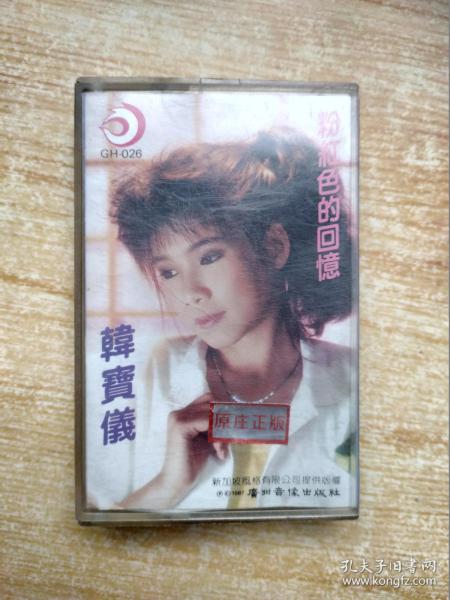 GH-026
粉紅色的回憶
韓寶儀
原庄正版
新加坡風格有限公司提供版權
℗©1987 廣州音像出版社
孔夫子旧书网
www.kongfz.com